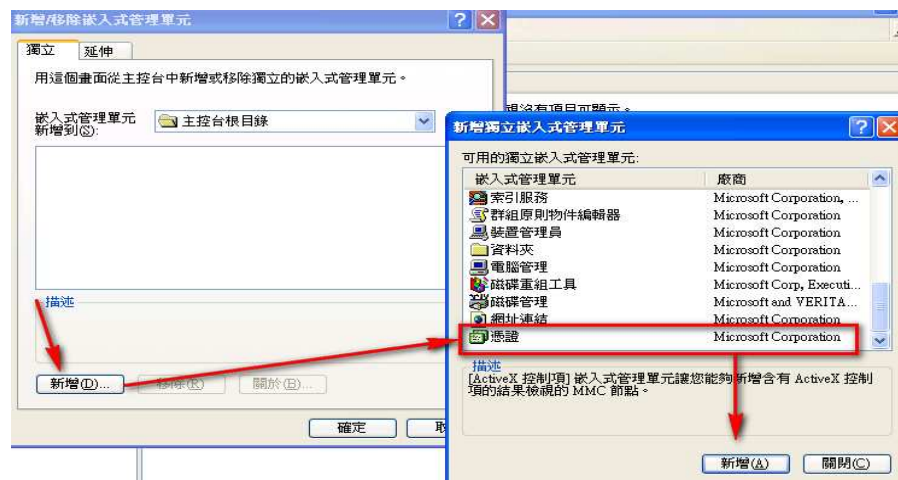 新增/移除嵌入式管理單元
獨立
延伸
用這個畫面從主控台中新增或移除獨立的嵌入式管理單元。
嵌入式管理單元
新增到(S):
主控台根目錄
描述
新增(D)...
移除(R)
關於(B)...
確定
視沒有項目可顯示。
新增獨立嵌入式管理單元
可用的獨立嵌入式管理單元:
嵌入式管理單元 廠商
索引服務 Microsoft Corporation, ...
群組原則物件編輯器 Microsoft Corporation
裝置管理員 Microsoft Corporation
資料夾 Microsoft Corporation
電腦管理 Microsoft Corporation
磁碟重組工具 Microsoft Corp, Executi...
磁碟管理 Microsoft and VERITA...
網址連結 Microsoft Corporation
憑證 Microsoft Corporation
描述
[ActiveX 控制項] 嵌入式管理單元讓您能夠新增含有 ActiveX 控制
項的結果檢視的 MMC 節點。
新增(A)
關閉(C)